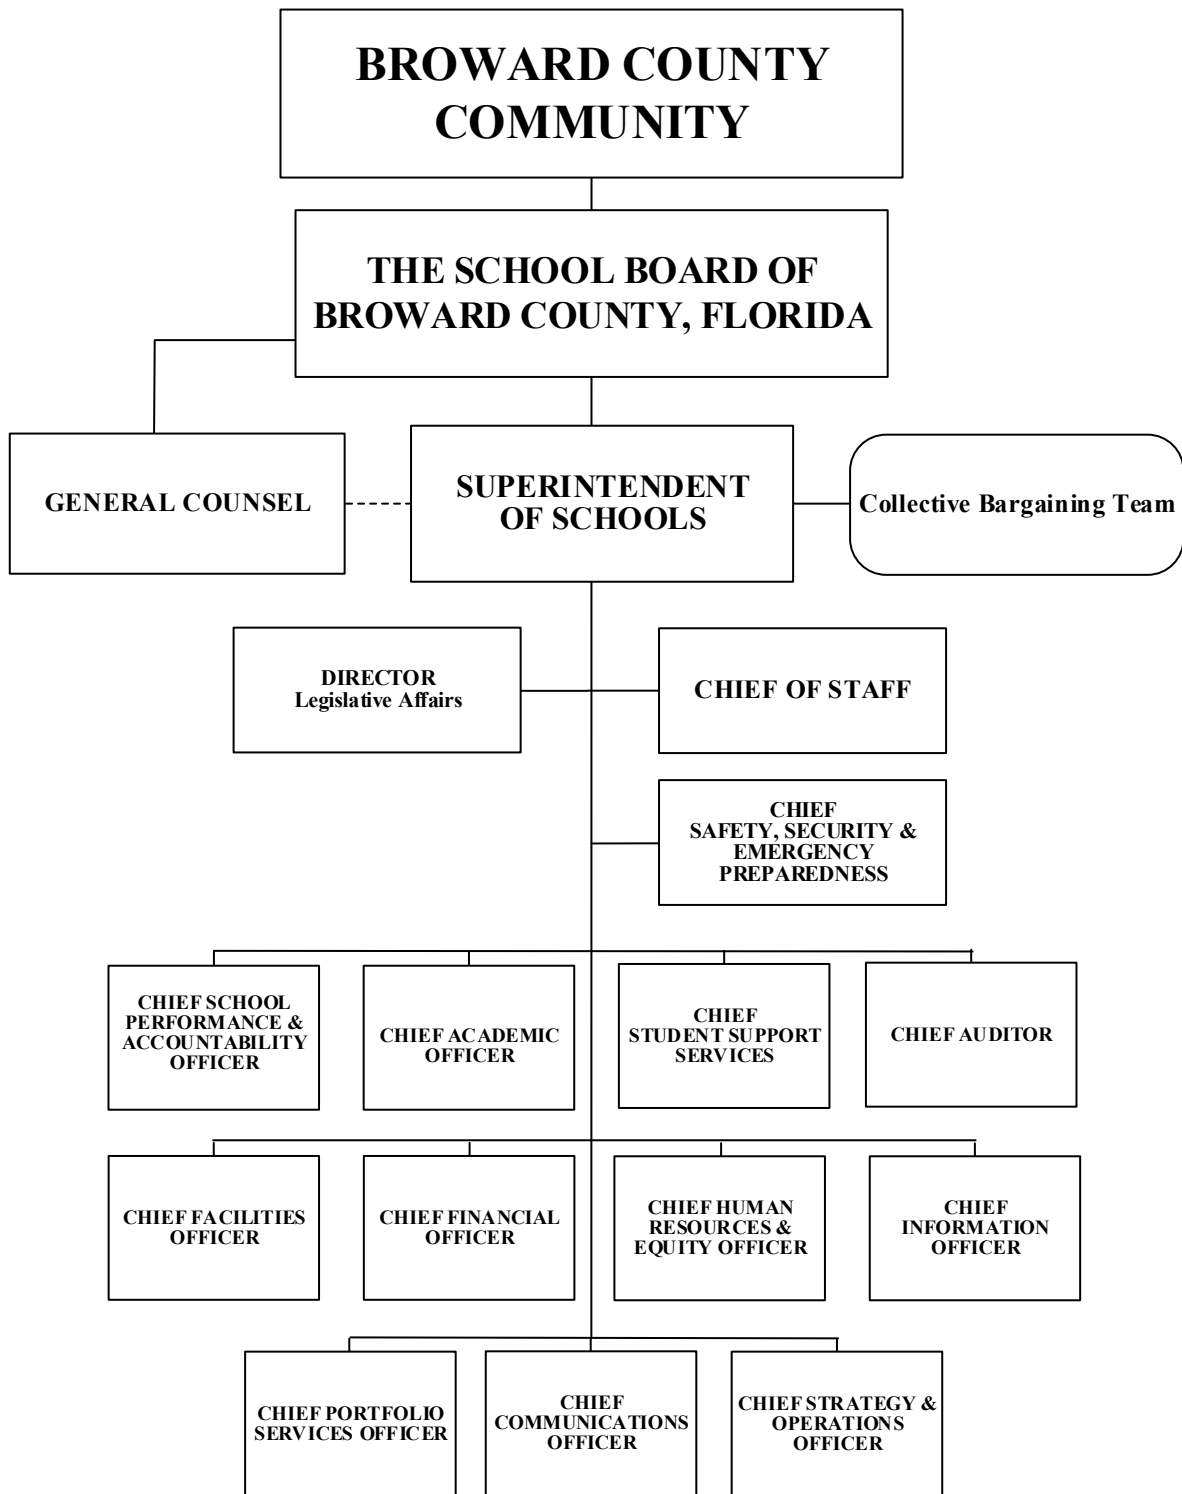 BROWARD COUNTY
COMMUNITY
THE SCHOOL BOARD OF
BROWARD COUNTY, FLORIDA
GENERAL COUNSEL
SUPERINTENDENT
OF SCHOOLS
Collective Bargaining Team
DIRECTOR
Legislative Affairs
CHIEF OF STAFF
CHIEF
SAFETY, SECURITY &
EMERGENCY
PREPAREDNESS
CHIEF SCHOOL
PERFORMANCE &
ACCOUNTABILITY
OFFICER
CHIEF ACADEMIC
OFFICER
CHIEF
STUDENT SUPPORT
SERVICES
CHIEF AUDITOR
CHIEF FACILITIES
OFFICER
CHIEF FINANCIAL
OFFICER
CHIEF HUMAN
RESOURCES &
EQUITY OFFICER
CHIEF
INFORMATION
OFFICER
CHIEF PORTFOLIO
SERVICES OFFICER
CHIEF
COMMUNICATIONS
OFFICER
CHIEF STRATEGY &
OPERATIONS
OFFICER